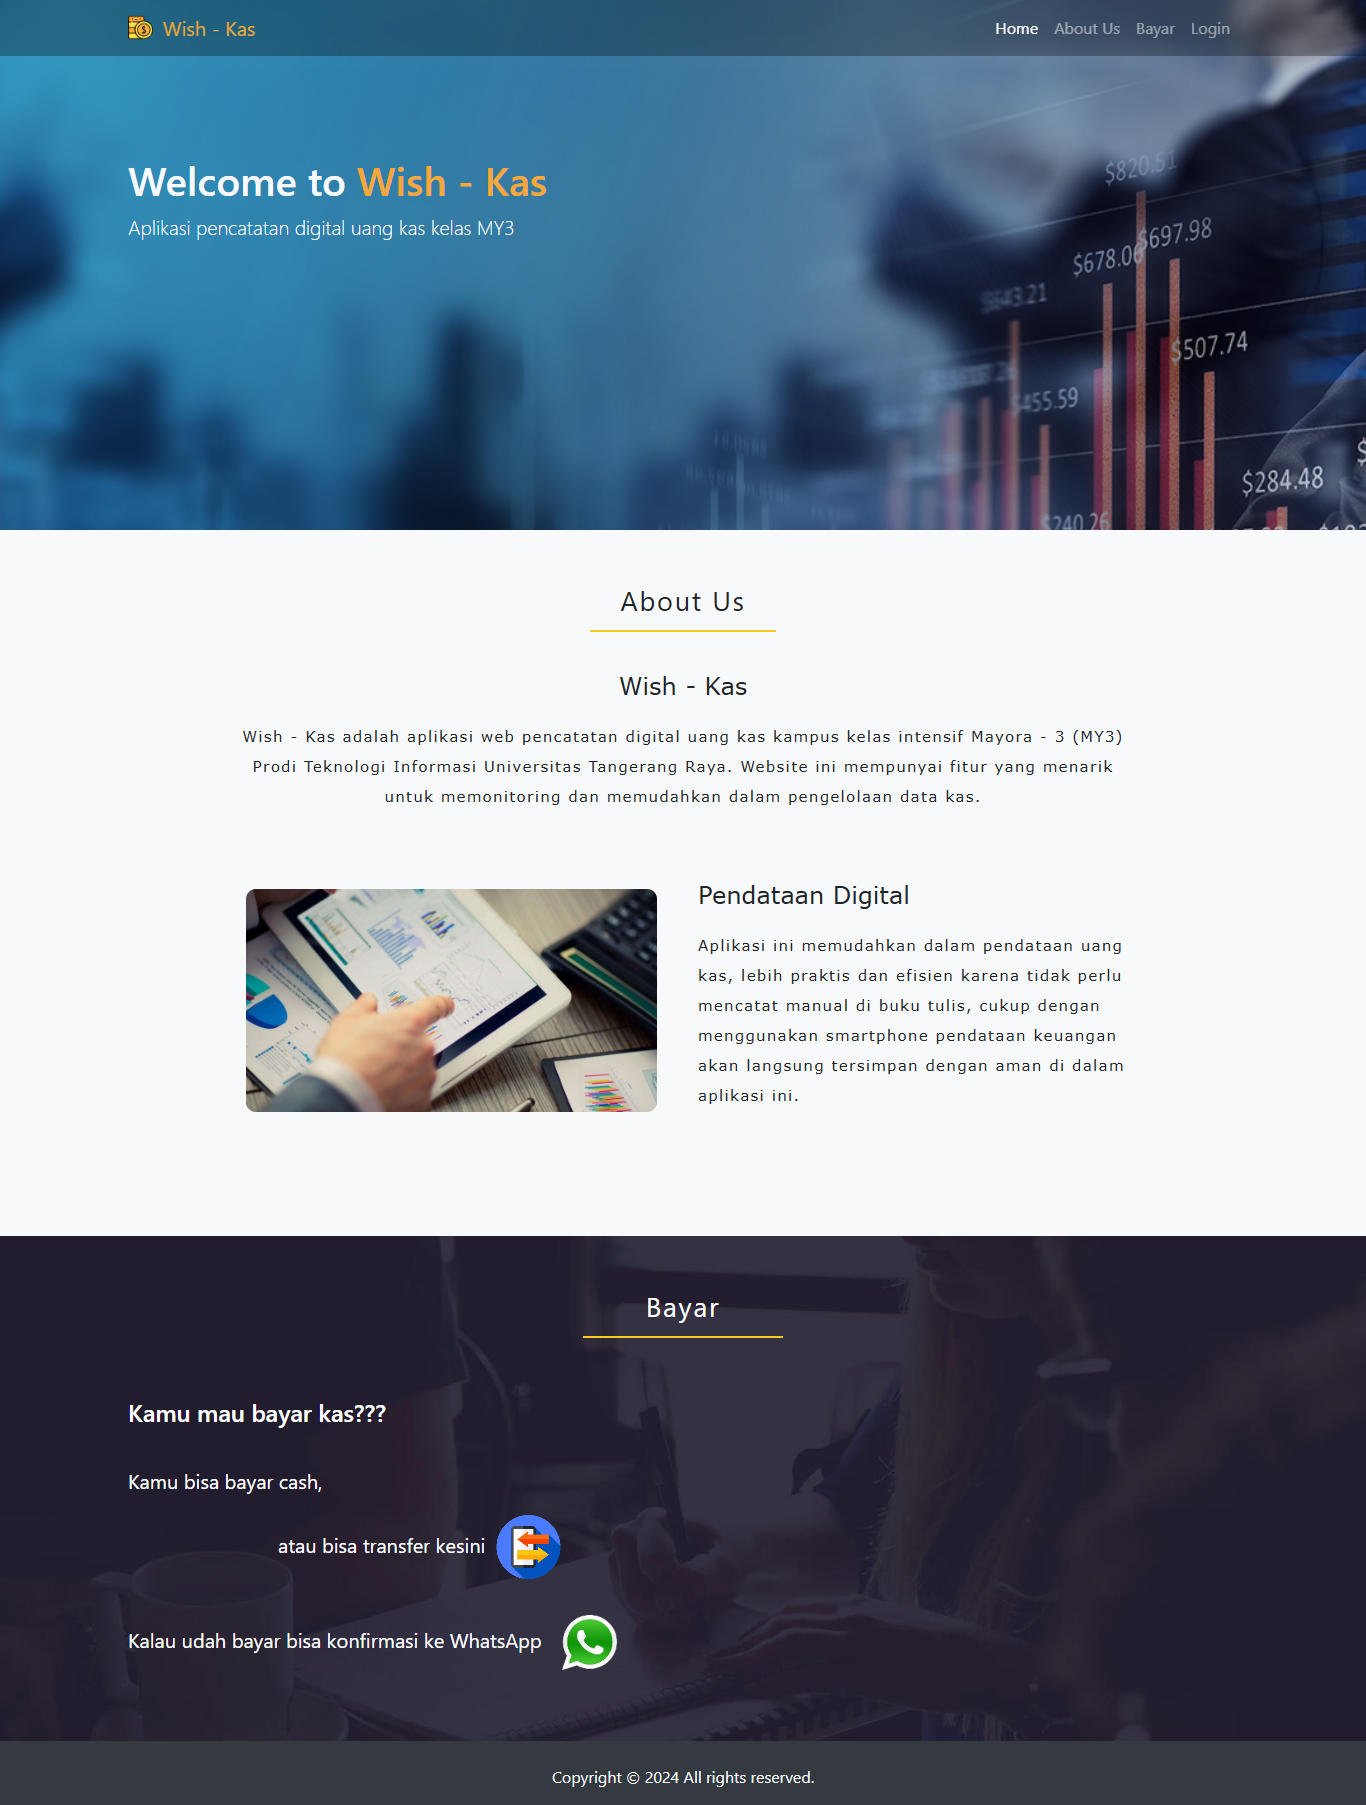 Wish - Kas
Home About Us Bayar Login
Welcome to Wish - Kas
Aplikasi pencatatan digital uang kas kelas MY3
$820.51
$697.98
$678.06
$643.21
$507.74
$455.59
$284.48
$240.26
About Us
Wish - Kas
Wish - Kas adalah aplikasi web pencatatan digital uang kas kampus kelas intensif Mayora - 3 (MY3)
Prodi Teknologi Informasi Universitas Tangerang Raya. Website ini mempunyai fitur yang menarik
untuk memonitoring dan memudahkan dalam pengelolaan data kas.
Pendataan Digital
Aplikasi ini memudahkan dalam pendataan uang
kas, lebih praktis dan efisien karena tidak perlu
mencatat manual di buku tulis, cukup dengan
menggunakan smartphone pendataan keuangan
akan langsung tersimpan dengan aman di dalam
aplikasi ini.
Bayar
Kamu mau bayar kas???
Kamu bisa bayar cash,
atau bisa transfer kesini
Kalau udah bayar bisa konfirmasi ke WhatsApp
Copyright © 2024 All rights reserved.